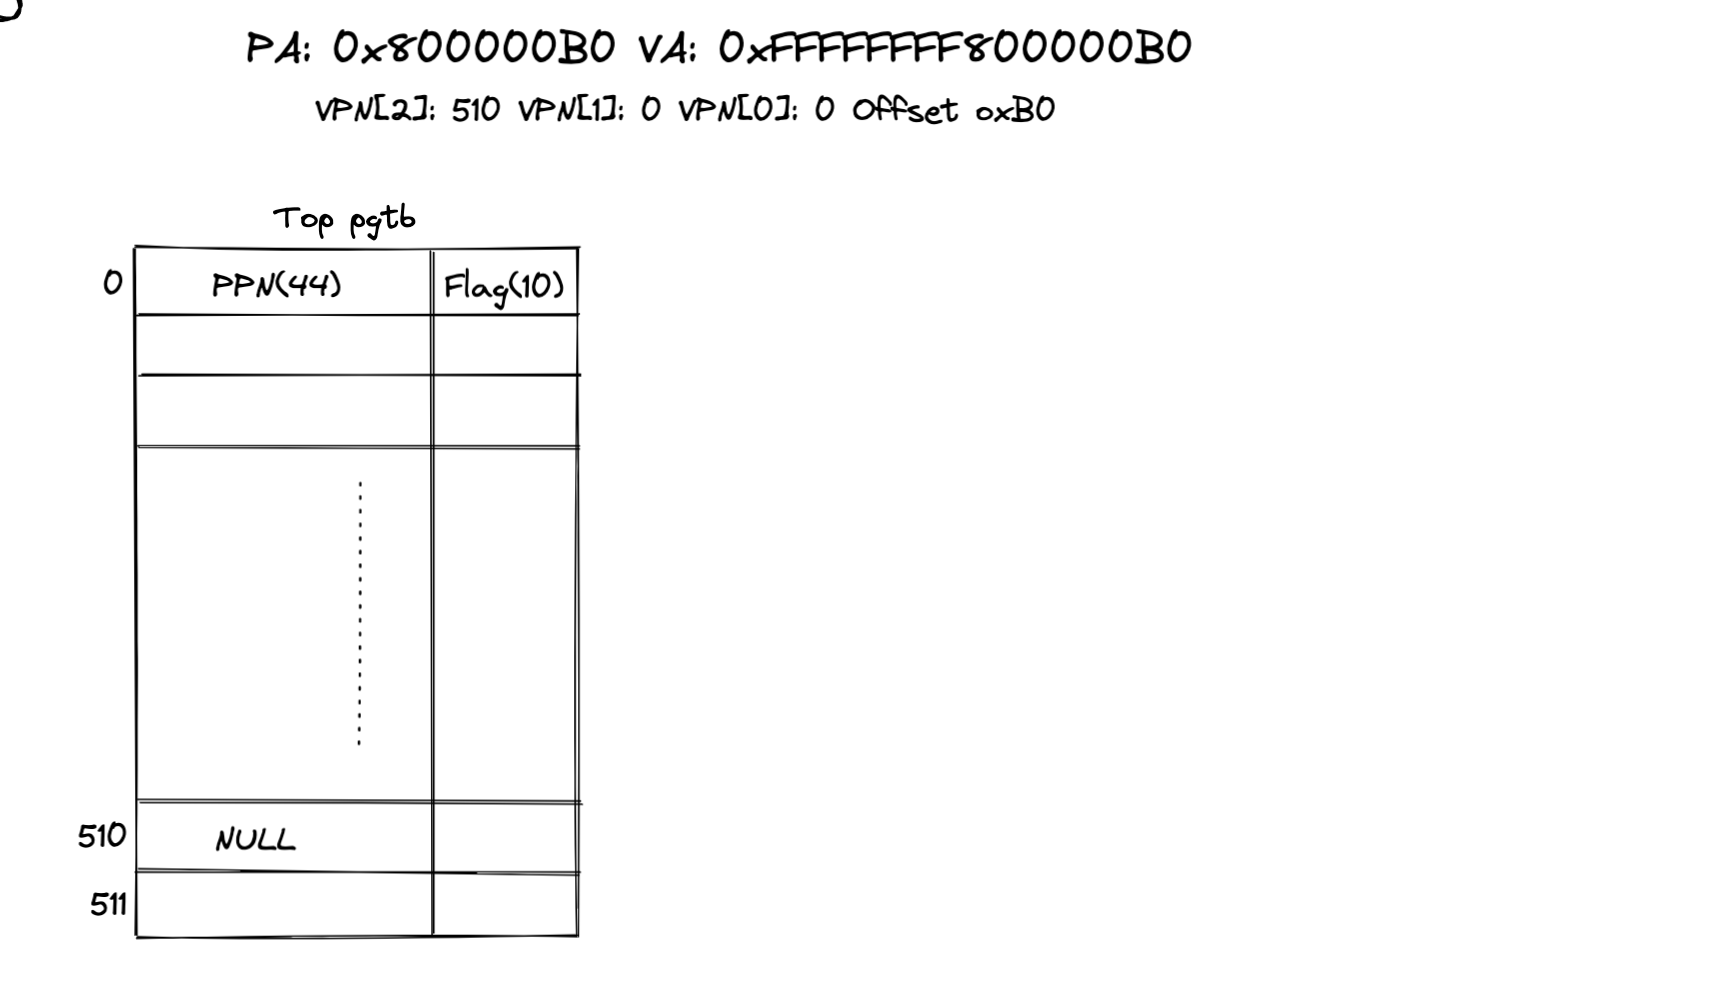 PA: 0x800000B0 VA: 0xFFFFFFFF800000B0
VPN[2]: 510 VPN[1]: 0 VPN[0]: 0 Offset 0xB0
Top pgtb
0 PPN(44) Flag(10)
510 NULL
511